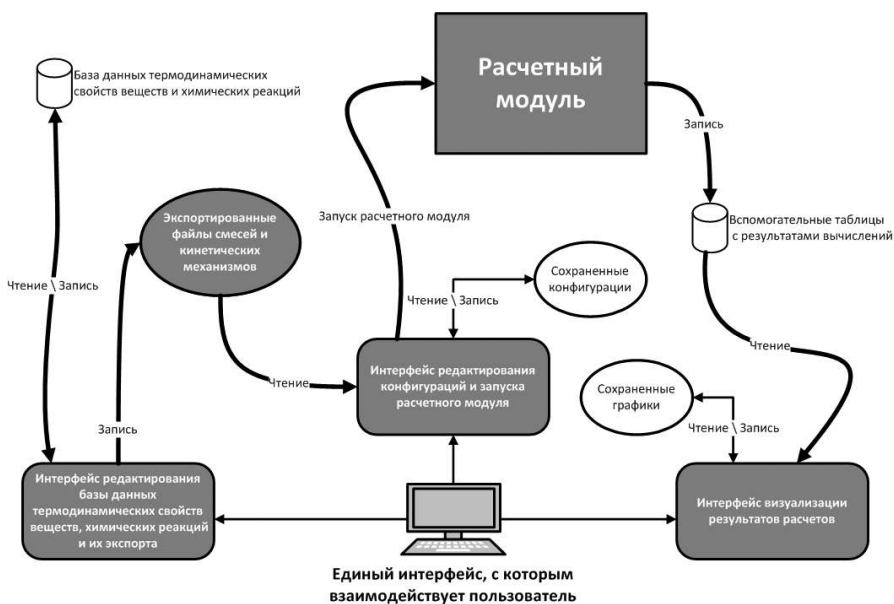 База данных термодинамических
свойств веществ и химических реакций
Расчетный
модуль
Запись
Экспортированные
файлы смесей и
кинетических
механизмов
Запуск расчетного модуля
Вспомогательные таблицы
с результатами вычислений
Сохраненные
конфигурации
Чтение \ Запись
Чтение \ Запись
Чтение
Чтение
Интерфейс редактирования
конфигураций и запуска
расчетного модуля
Сохраненные
графики
Чтение \ Запись
Запись
Интерфейс редактирования
базы данных
термодинамических свойств
веществ, химических реакций
и их экспорта
Интерфейс визуализации
результатов расчетов
Единый интерфейс, с которым
взаимодействует пользователь